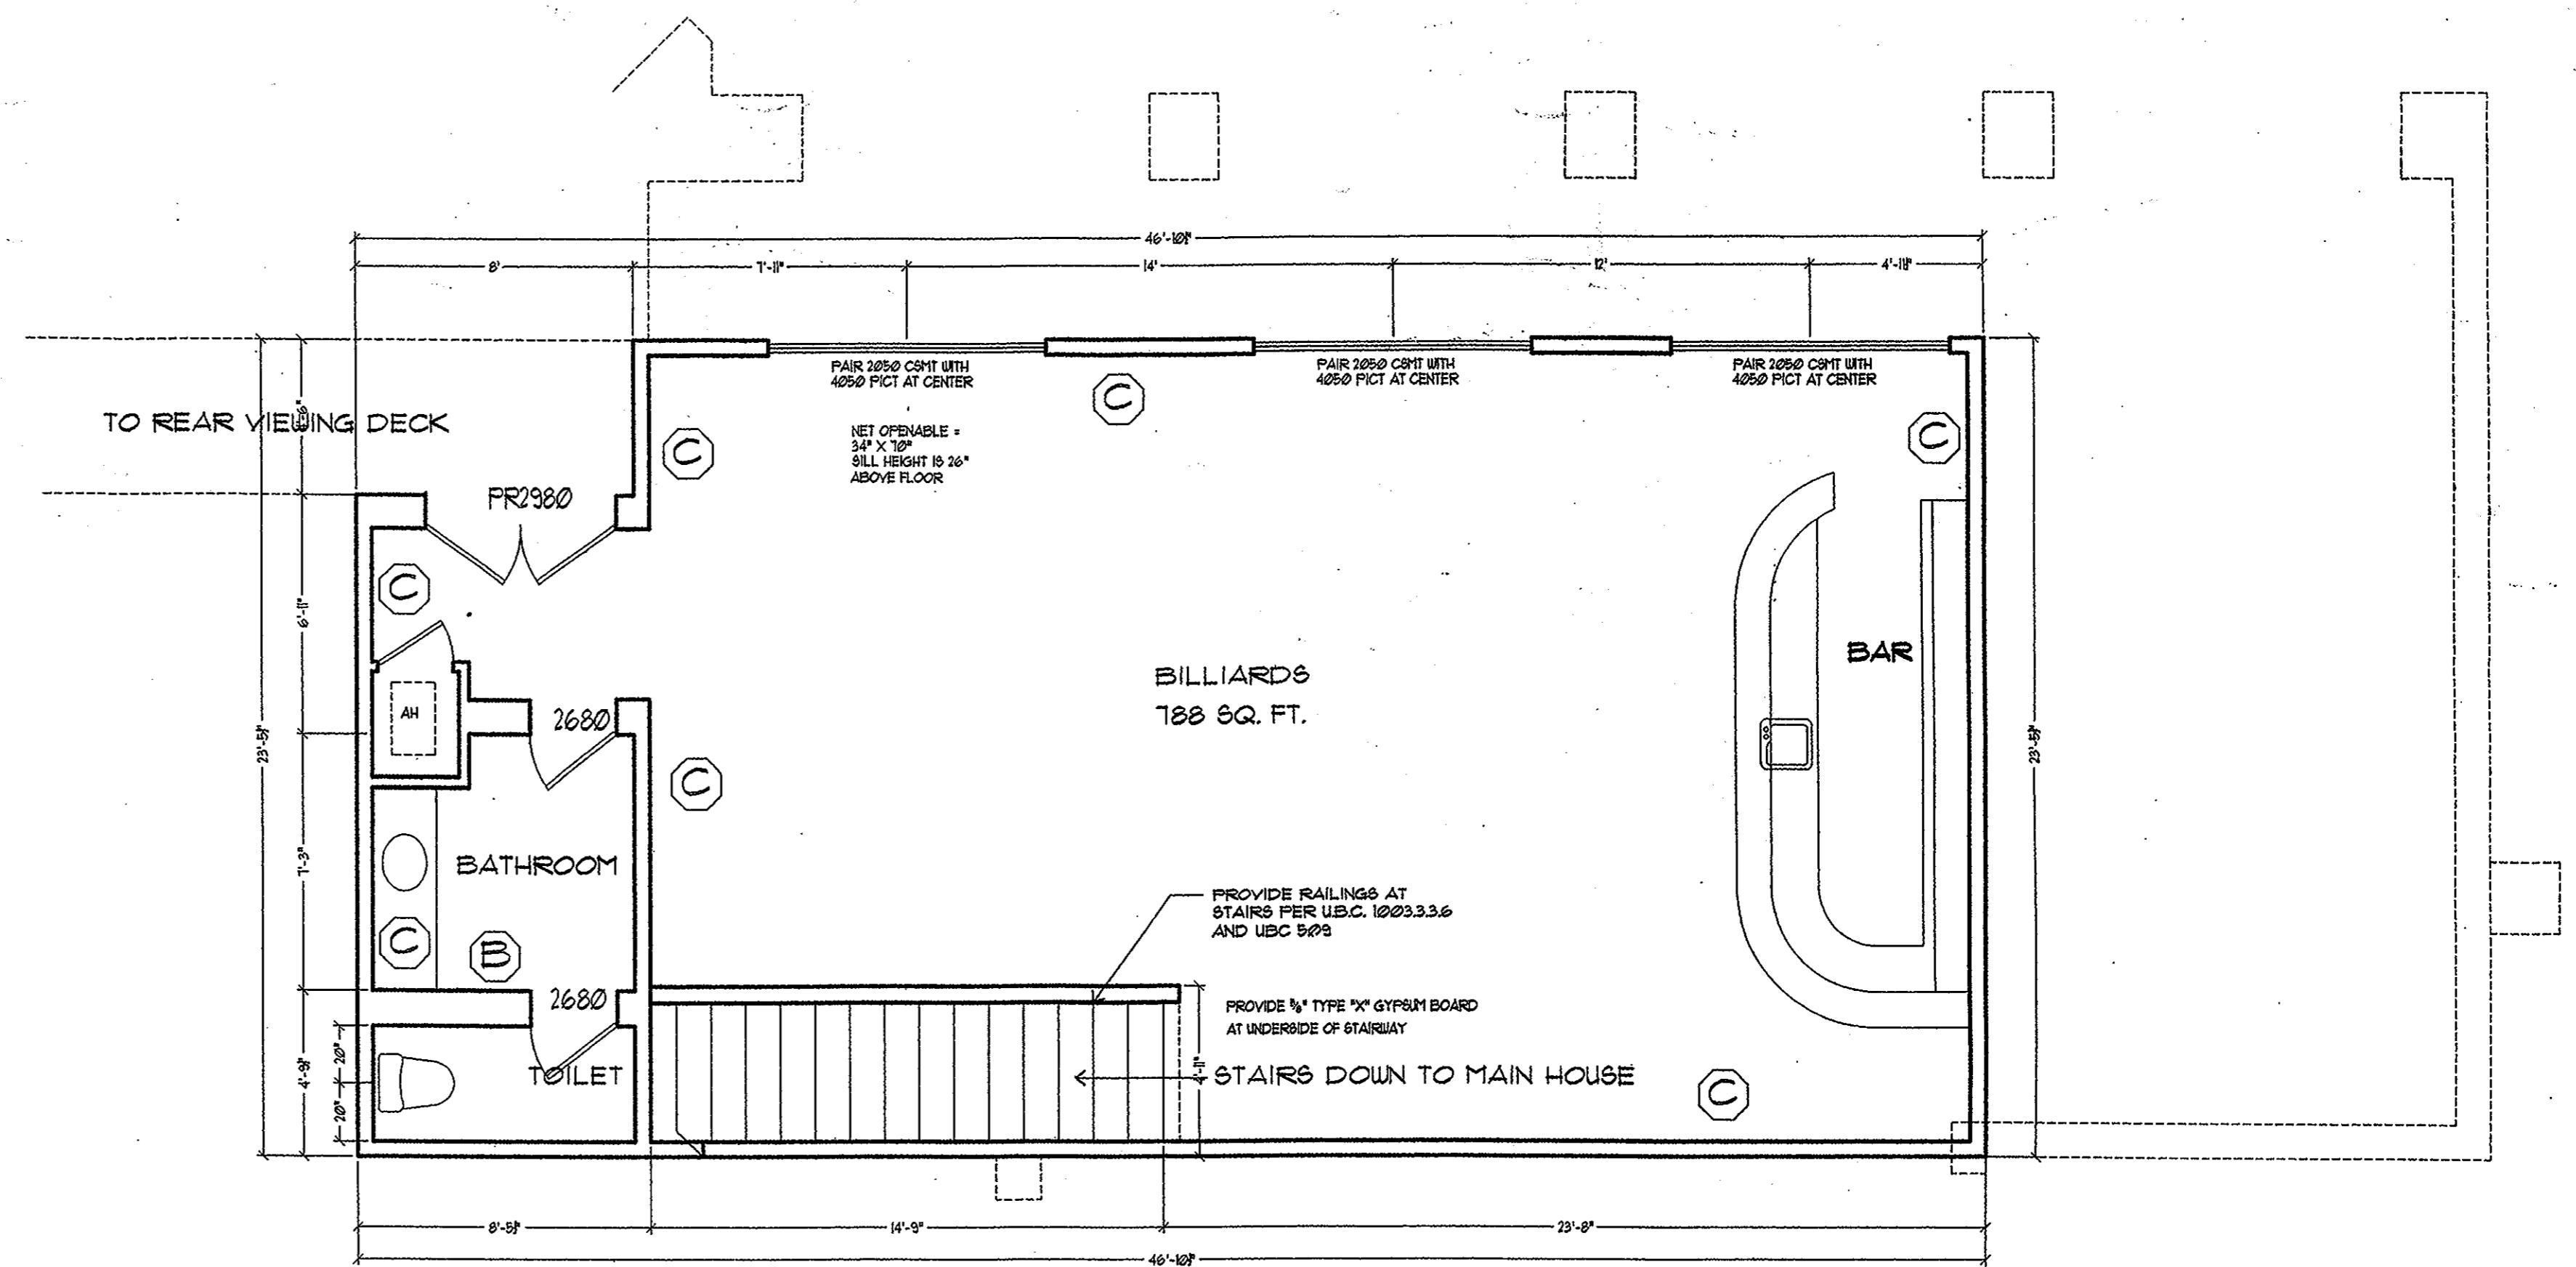 46'-10½"
8'
7'-11"
14'
12'
4'-11½"
PAIR 2050 CSMT WITH
4050 PICT AT CENTER
PAIR 2050 CSMT WITH
4050 PICT AT CENTER
PAIR 2050 CSMT WITH
4050 PICT AT CENTER
TO REAR VIEWING DECK
C
C
C
NET OPENABLE =
34" X 70"
SILL HEIGHT IS 26"
ABOVE FLOOR
PR2980
C
6'-11"
BAR
BILLIARDS
788 SQ. FT.
AH
2680
23'-5½"
23'-5½"
C
BATHROOM
7'-3"
PROVIDE RAILINGS AT
STAIRS PER U.B.C. 1003.3.3.6
AND UBC 509
C
B
2680
PROVIDE ⅝" TYPE "X" GYPSUM BOARD
AT UNDERSIDE OF STAIRWAY
20"
4'-9½"
TOILET
STAIRS DOWN TO MAIN HOUSE
C
20"
8'-5½"
14'-9"
23'-8"
46'-10½"